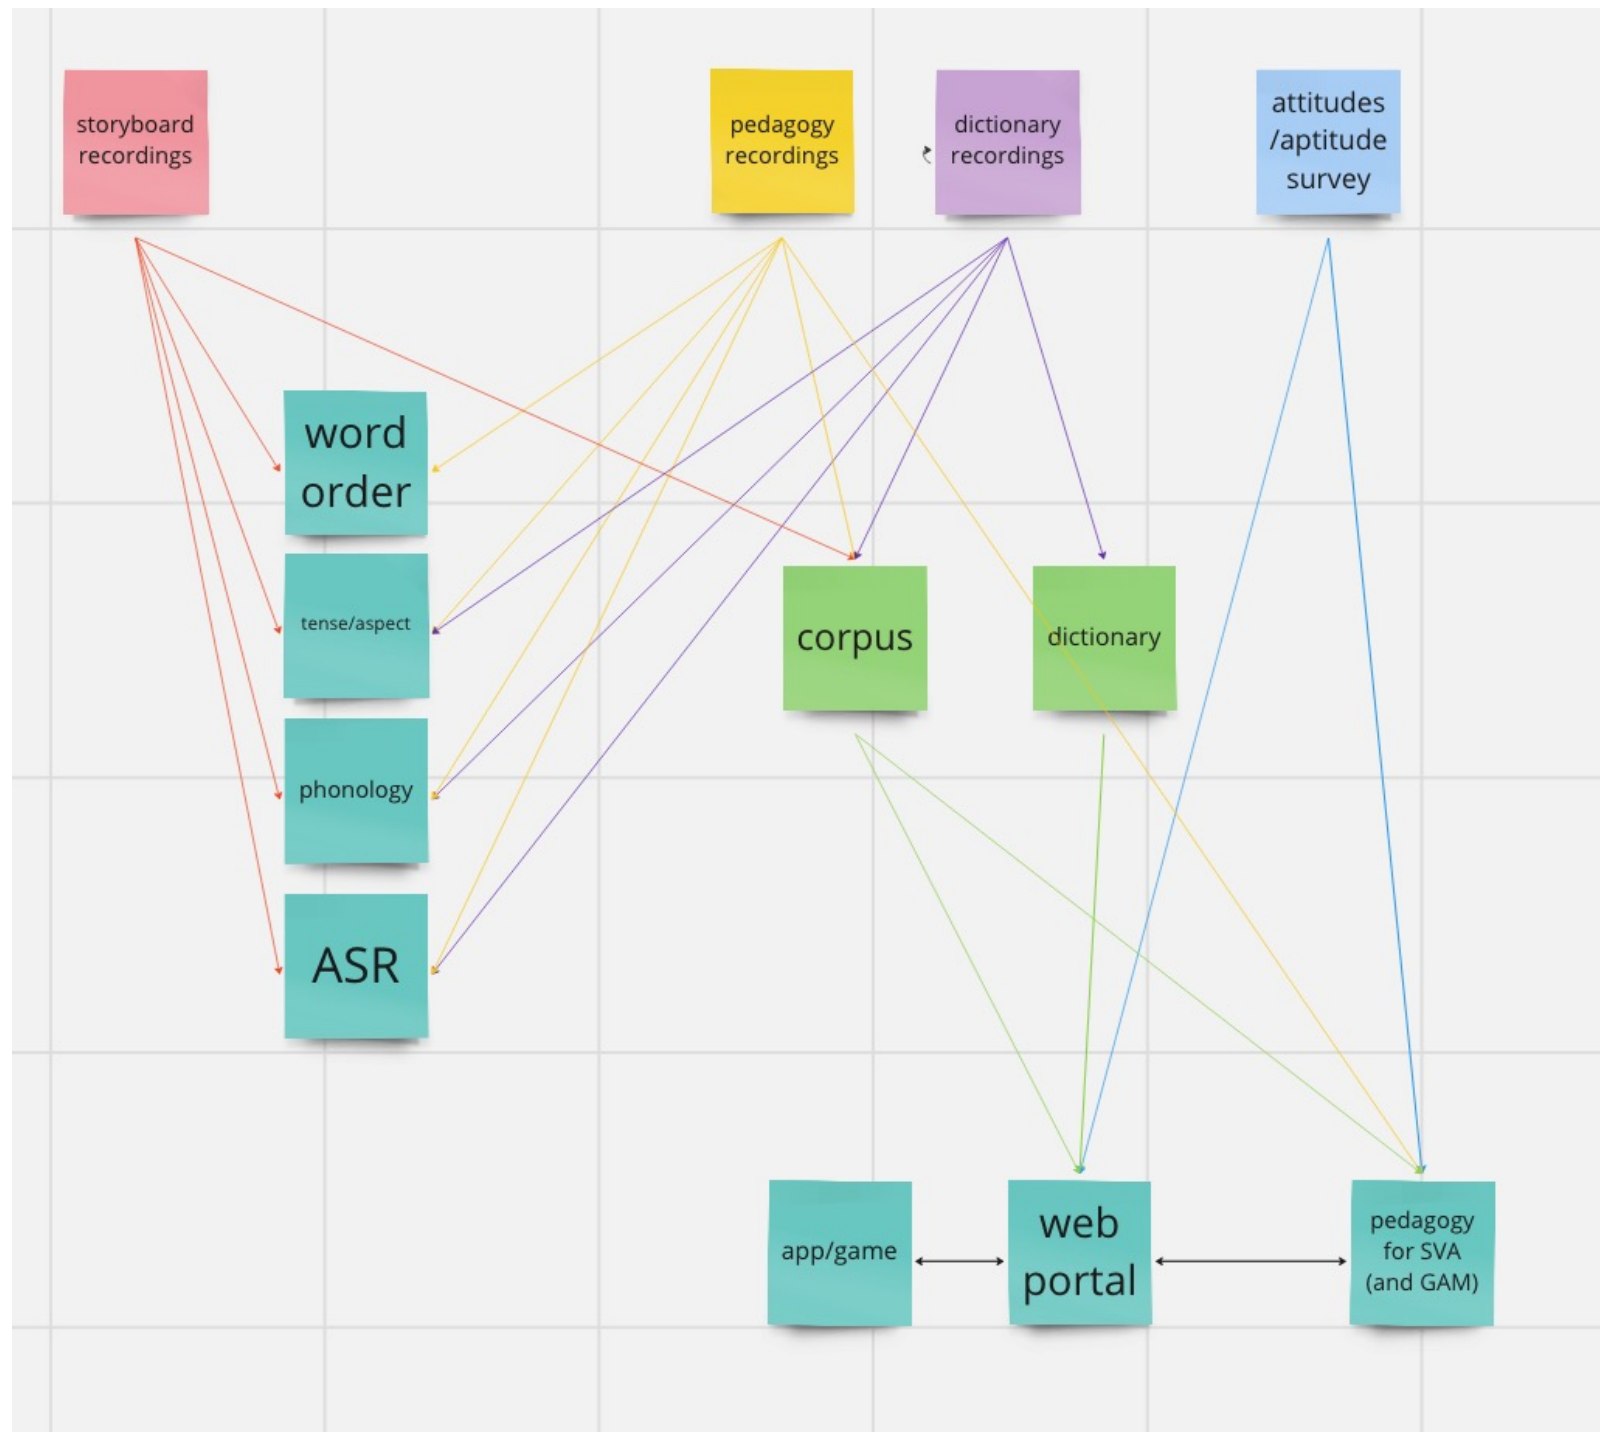 storyboard
recordings
pedagogy
recordings
dictionary
recordings
attitudes
/aptitude
survey
word
order
tense/aspect
phonology
ASR
corpus
dictionary
app/game
web
portal
pedagogy
for SVA
(and GAM)